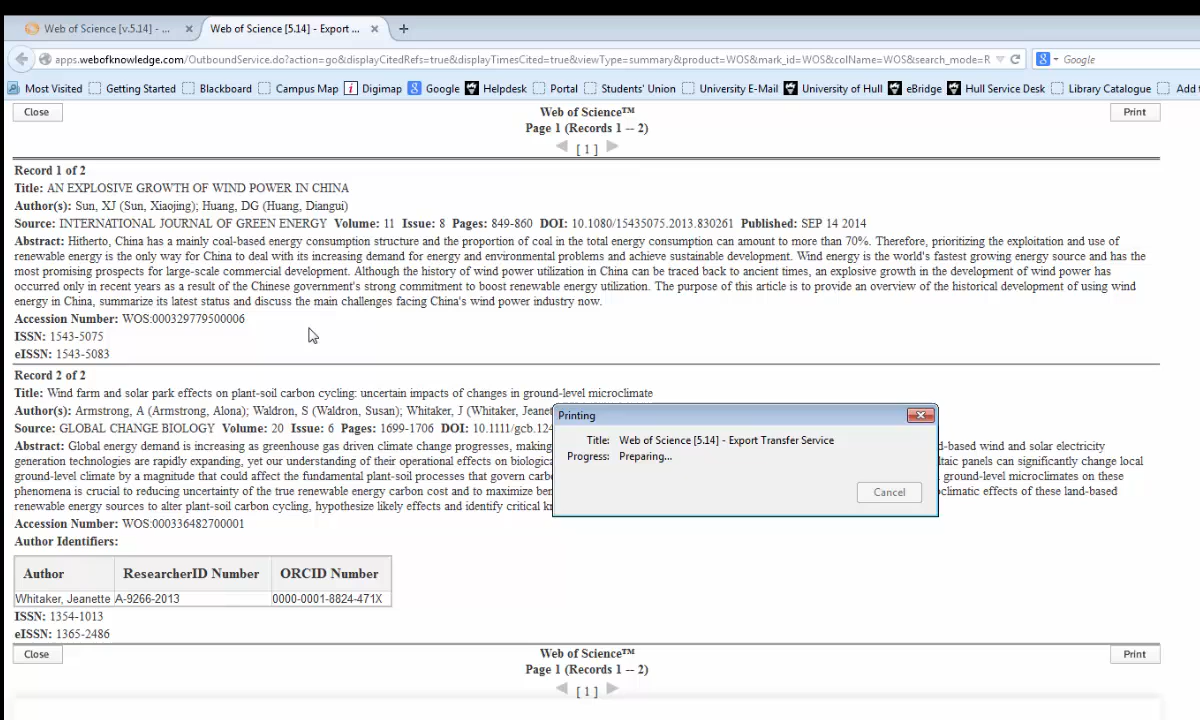 Web of Science [v.5.14] - ... × Web of Science [5.14] - Export ... × +
apps.webofknowledge.com/OutboundService.do?action=go&displayCitedRefs=true&displayTimesCited=true&viewType=summary&product=WOS&mark_id=WOS&colName=WOS&search_mode=R Google
Most Visited Getting Started Blackboard Campus Map Digimap Google Helpdesk Portal Students' Union University E-Mail University of Hull eBridge Hull Service Desk Library Catalogue Add t
Close Web of Science™ Print
Page 1 (Records 1 -- 2)
[ 1 ]
Record 1 of 2
Title: AN EXPLOSIVE GROWTH OF WIND POWER IN CHINA
Author(s): Sun, XJ (Sun, Xiaojing); Huang, DG (Huang, Diangui)
Source: INTERNATIONAL JOURNAL OF GREEN ENERGY Volume: 11 Issue: 8 Pages: 849-860 DOI: 10.1080/15435075.2013.830261 Published: SEP 14 2014
Abstract: Hitherto, China has a mainly coal-based energy consumption structure and the proportion of coal in the total energy consumption can amount to more than 70%. Therefore, prioritizing the exploitation and use of
renewable energy is the only way for China to deal with its increasing demand for energy and environmental problems and achieve sustainable development. Wind energy is the world's fastest growing energy source and has the
most promising prospects for large-scale commercial development. Although the history of wind power utilization in China can be traced back to ancient times, an explosive growth in the development of wind power has
occurred only in recent years as a result of the Chinese government's strong commitment to boost renewable energy utilization. The purpose of this article is to provide an overview of the historical development of using wind
energy in China, summarize its latest status and discuss the main challenges facing China's wind power industry now.
Accession Number: WOS:000329779500006
ISSN: 1543-5075
eISSN: 1543-5083
Record 2 of 2
Title: Wind farm and solar park effects on plant-soil carbon cycling: uncertain impacts of changes in ground-level microclimate
Author(s): Armstrong, A (Armstrong, Alona); Waldron, S (Waldron, Susan); Whitaker, J (Whitaker, Jeanet
Source: GLOBAL CHANGE BIOLOGY Volume: 20 Issue: 6 Pages: 1699-1706 DOI: 10.1111/gcb.124
Abstract: Global energy demand is increasing as greenhouse gas driven climate change progresses, making d-based wind and solar electricity
generation technologies are rapidly expanding, yet our understanding of their operational effects on biologica ltaic panels can significantly change local
ground-level climate by a magnitude that could affect the fundamental plant-soil processes that govern carbo ground-level microclimates on these
phenomena is crucial to reducing uncertainty of the true renewable energy carbon cost and to maximize ben climatic effects of these land-based
renewable energy sources to alter plant-soil carbon cycling, hypothesize likely effects and identify critical k
Printing
Title: Web of Science [5.14] - Export Transfer Service
Progress: Preparing...
Cancel
Accession Number: WOS:000336482700001
Author Identifiers:
Author ResearcherID Number ORCID Number
Whitaker, Jeanette A-9266-2013 0000-0001-8824-471X
ISSN: 1354-1013
eISSN: 1365-2486
Close Web of Science™ Print
Page 1 (Records 1 -- 2)
[ 1 ]